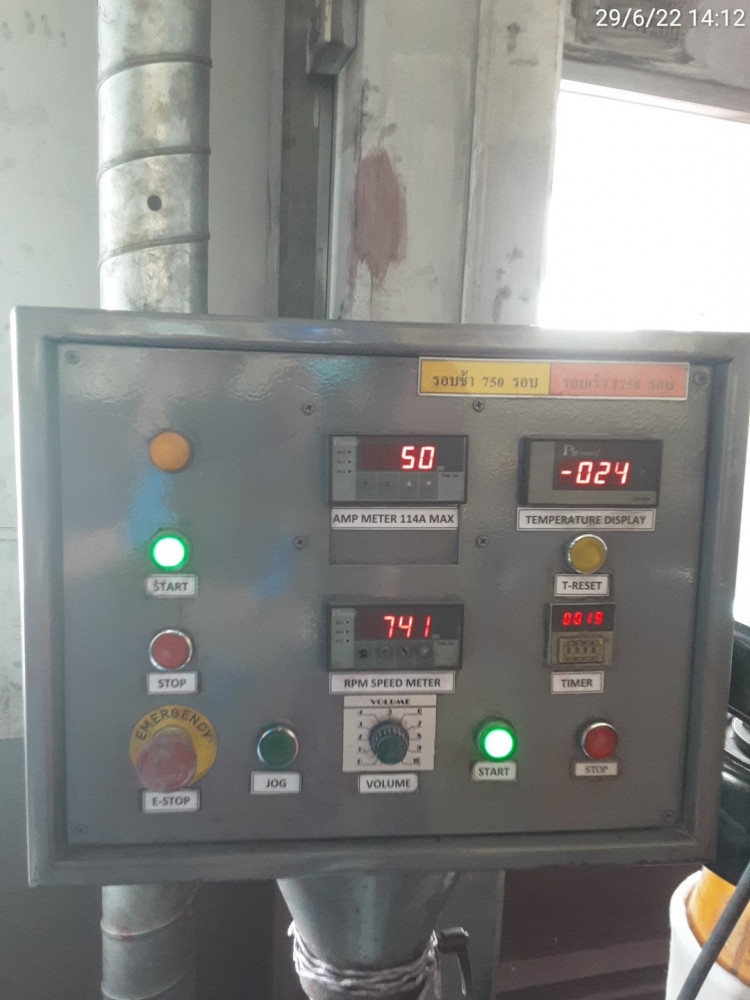 29/6/22 14:12
รอบช้า 750 รอบ
รอบเร็ว 1250 รอบ
50
-024
AMP METER 114A MAX
TEMPERATURE DISPLAY
START
T-RESET
741
0019
STOP
RPM SPEED METER
TIMER
VOLUME
EMERGENCY
E-STOP
JOG
VOLUME
START
STOP